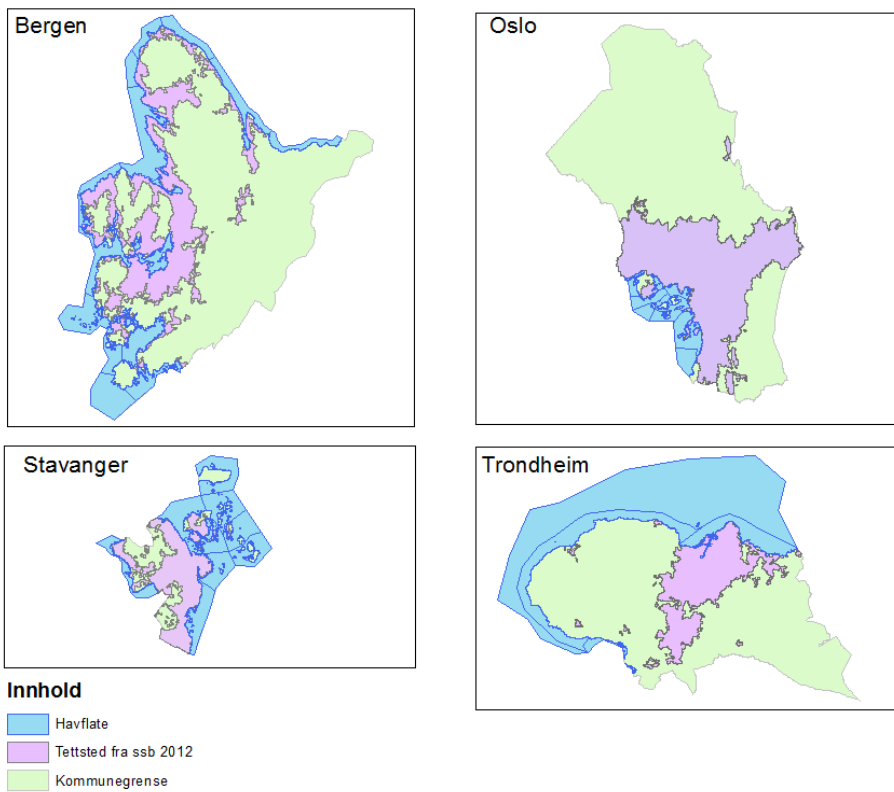 Bergen
Oslo
Stavanger
Trondheim
Innhold
Havflate
Tettsted fra ssb 2012
Kommunegrense